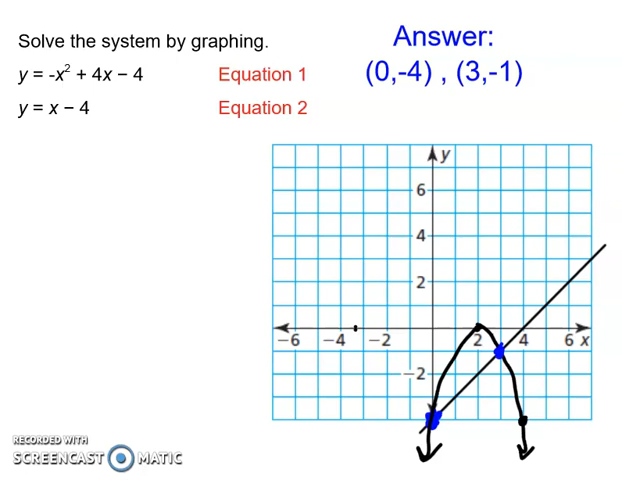 Solve the system by graphing.
Answer:
y = -x² + 4x − 4 Equation 1
(0,-4) , (3,-1)
y = x − 4 Equation 2
y
6
4
2
−6 −4 −2 2 4 6 x
−2
RECORDED WITH
SCREENCAST MATIC